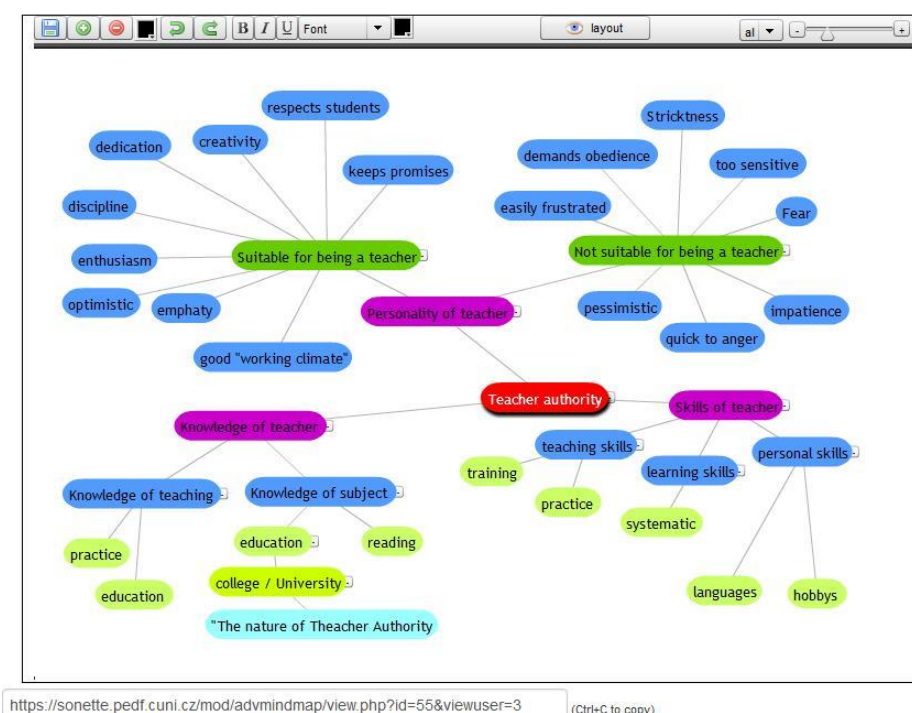 B I U Font
layout
al
- +
respects students
Stricktness
creativity
dedication
demands obedience
too sensitive
keeps promises
discipline
easily frustrated
Fear
Suitable for being a teacher -
Not suitable for being a teacher -
enthusiasm
optimistic
emphaty
Personality of teacher -
pessimistic
impatience
quick to anger
good "working climate"
Teacher authority -
Skills of teacher -
Knowledge of teacher -
teaching skills -
personal skills -
training
learning skills -
Knowledge of teaching -
Knowledge of subject -
practice
systematic
education -
reading
practice
college / University -
education
languages
hobbys
"The nature of Theacher Authority
https://sonette.pedf.cuni.cz/mod/advmindmap/view.php?id=55&viewuser=3
(Ctrl+C to copy)